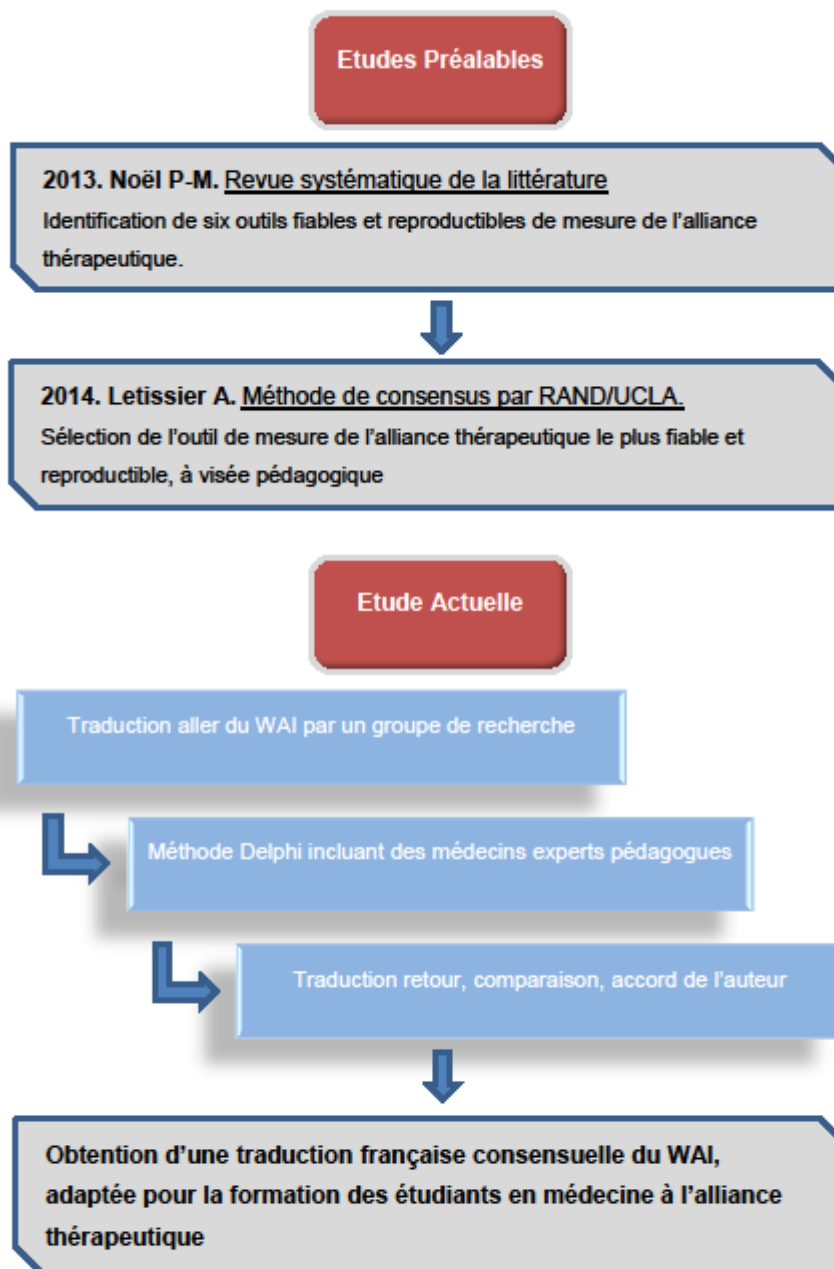 Etudes Préalables
2013. Noël P-M. Revue systématique de la littérature
Identification de six outils fiables et reproductibles de mesure de l'alliance
thérapeutique.
2014. Letissier A. Méthode de consensus par RAND/UCLA.
Sélection de l'outil de mesure de l'alliance thérapeutique le plus fiable et
reproductible, à visée pédagogique
Etude Actuelle
Traduction aller du WAI par un groupe de recherche
Méthode Delphi incluant des médecins experts pédagogues
Traduction retour, comparaison, accord de l'auteur
Obtention d'une traduction française consensuelle du WAI,
adaptée pour la formation des étudiants en médecine à l'alliance
thérapeutique